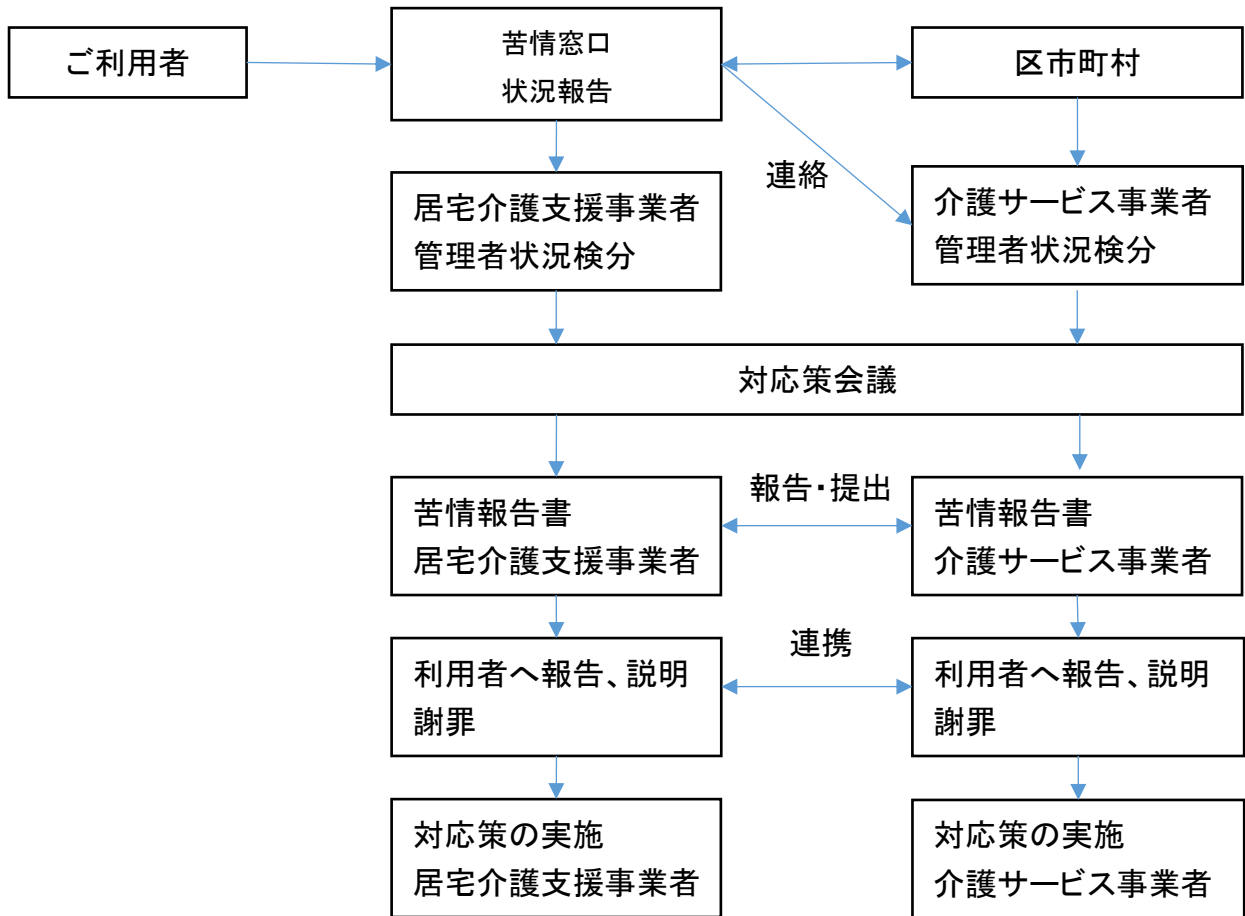 ご利用者
苦情窓口
状況報告
区市町村
連絡
居宅介護支援事業者
管理者状況検分
介護サービス事業者
管理者状況検分
対応策会議
報告・提出
苦情報告書
居宅介護支援事業者
苦情報告書
介護サービス事業者
連携
利用者へ報告、説明
謝罪
利用者へ報告、説明
謝罪
対応策の実施
居宅介護支援事業者
対応策の実施
介護サービス事業者